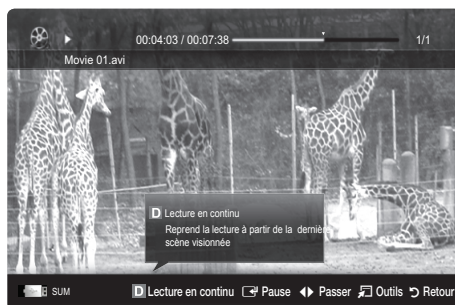 00:04:03 / 00:07:38 1/1
Movie 01.avi
D Lecture en continu
Reprend la lecture à partir de la dernière
scène visionnée
SUM D Lecture en continu Pause Passer Outils Retour